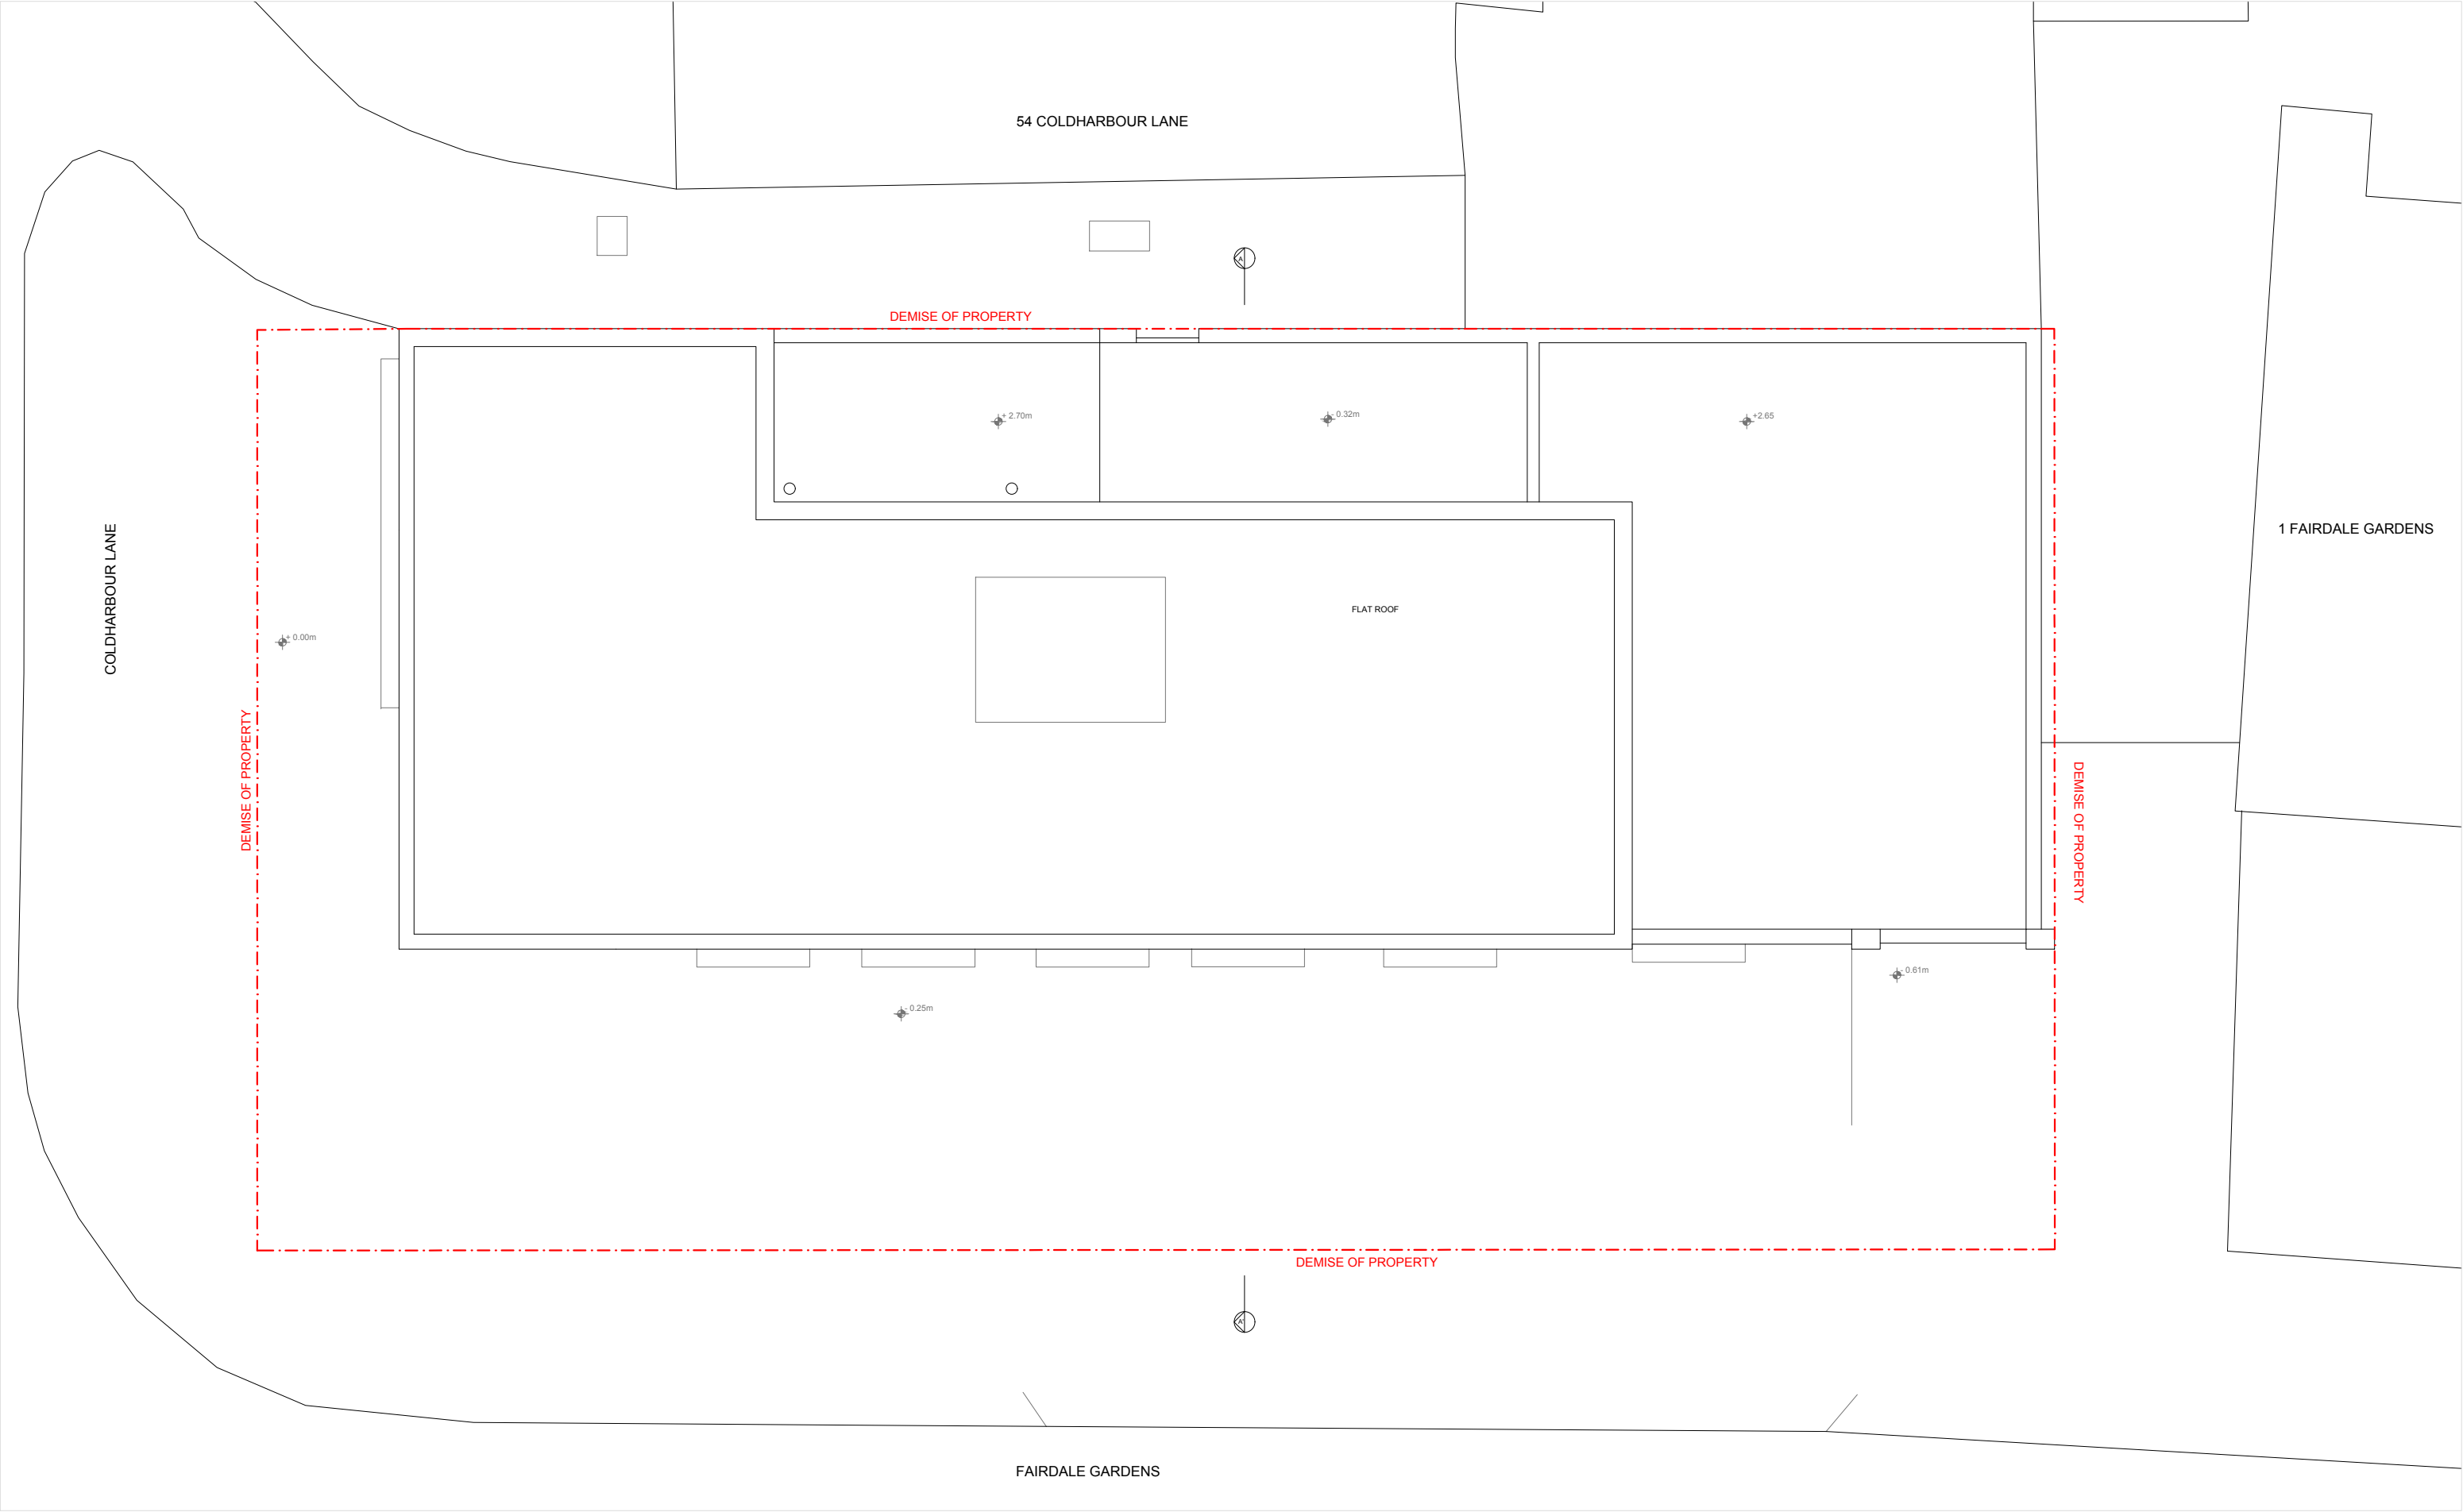 54 COLDHARBOUR LANE
A
DEMISE OF PROPERTY
+ 2.70m
- 0.32m
+2.65
1 FAIRDALE GARDENS
COLDHARBOUR LANE
FLAT ROOF
+ 0.00m
DEMISE OF PROPERTY
DEMISE OF PROPERTY
- 0.61m
- 0.25m
DEMISE OF PROPERTY
A'
FAIRDALE GARDENS